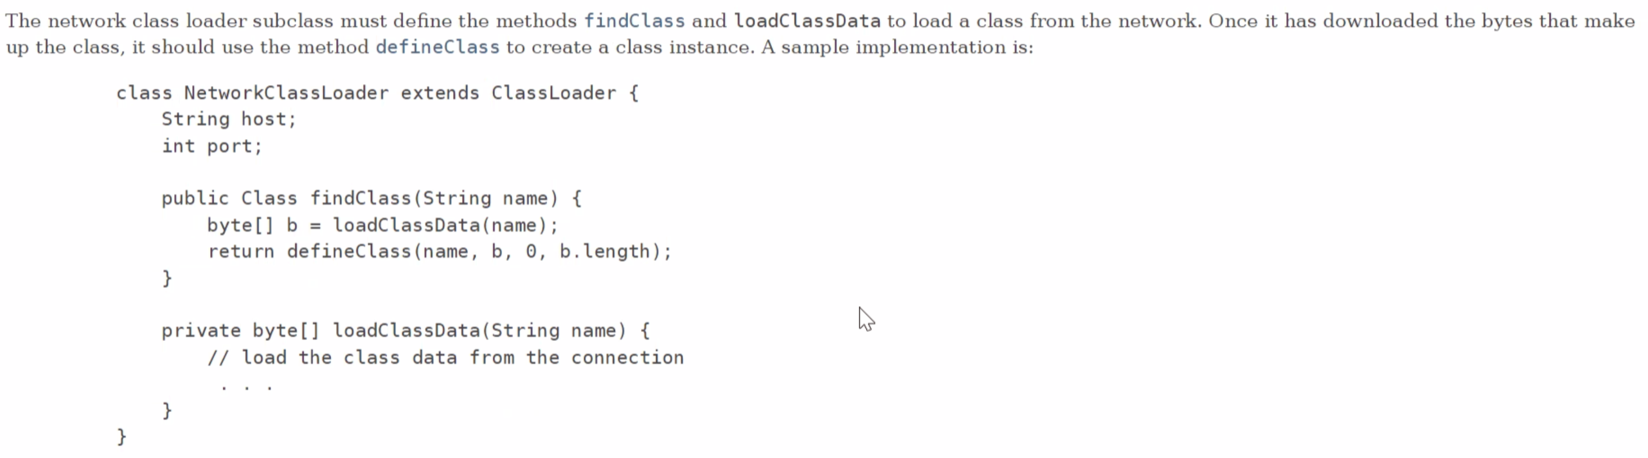 The network class loader subclass must define the methods findClass and loadClassData to load a class from the network. Once it has downloaded the bytes that make
up the class, it should use the method defineClass to create a class instance. A sample implementation is:
class NetworkClassLoader extends ClassLoader {
String host;
int port;
public Class findClass(String name) {
byte[] b = loadClassData(name);
return defineClass(name, b, 0, b.length);
}
private byte[] loadClassData(String name) {
// load the class data from the connection
. . .
}
}